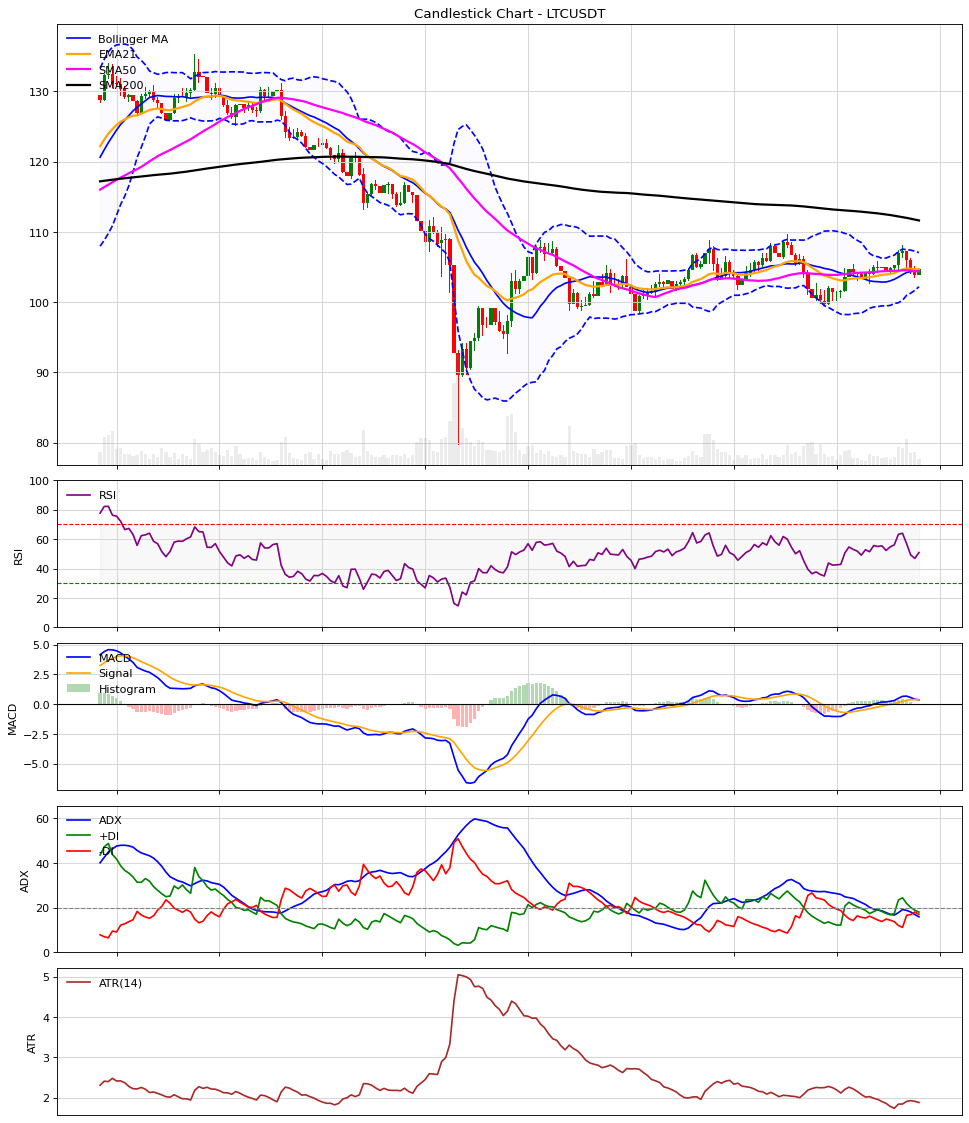 Candlestick Chart - LTCUSDT
Bollinger MA
EMA21
SMA50
SMA200
130
120
110
100
90
80
100
80
60
40
20
0
RSI
RSI
5.0
2.5
0.0
−2.5
−5.0
MACD
MACD
Signal
Histogram
60
40
20
0
ADX
ADX
+DI
-DI
5
4
3
2
ATR
ATR(14)